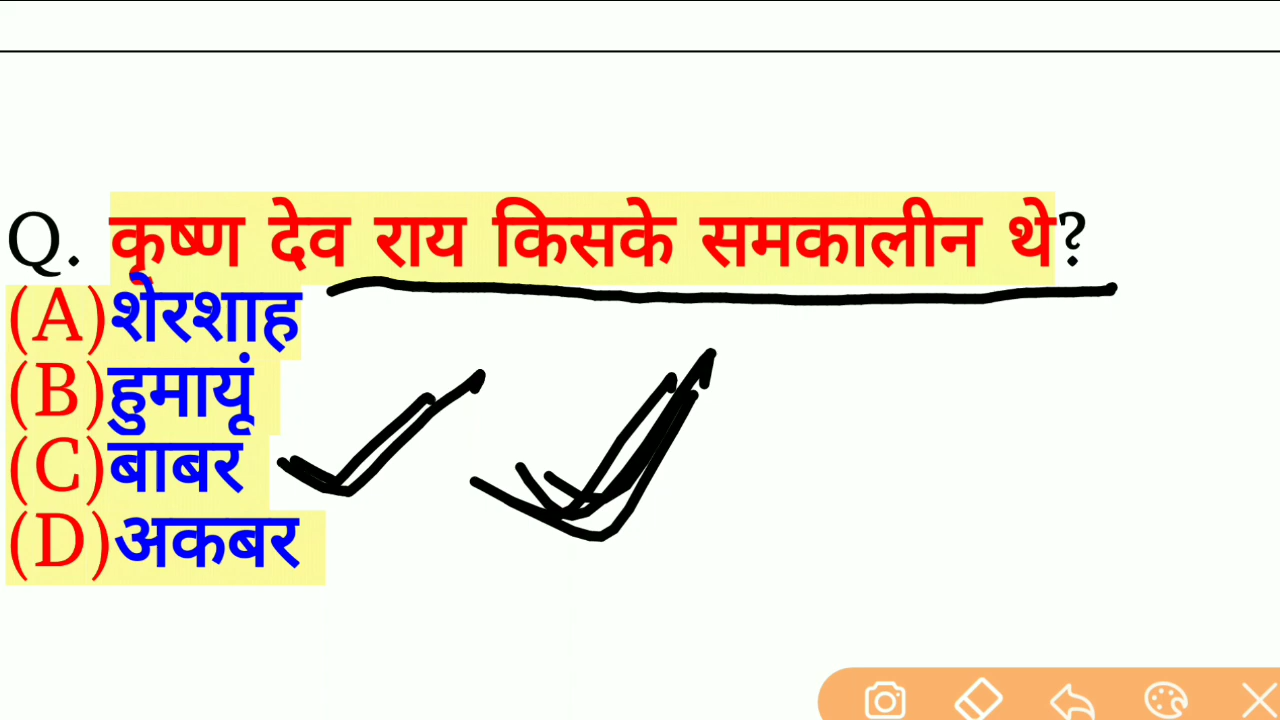 Q. कृष्ण देव राय किसके समकालीन थे?
(A)शेरशाह
(B)हुमायूं
(C)बाबर
(D)अकबर